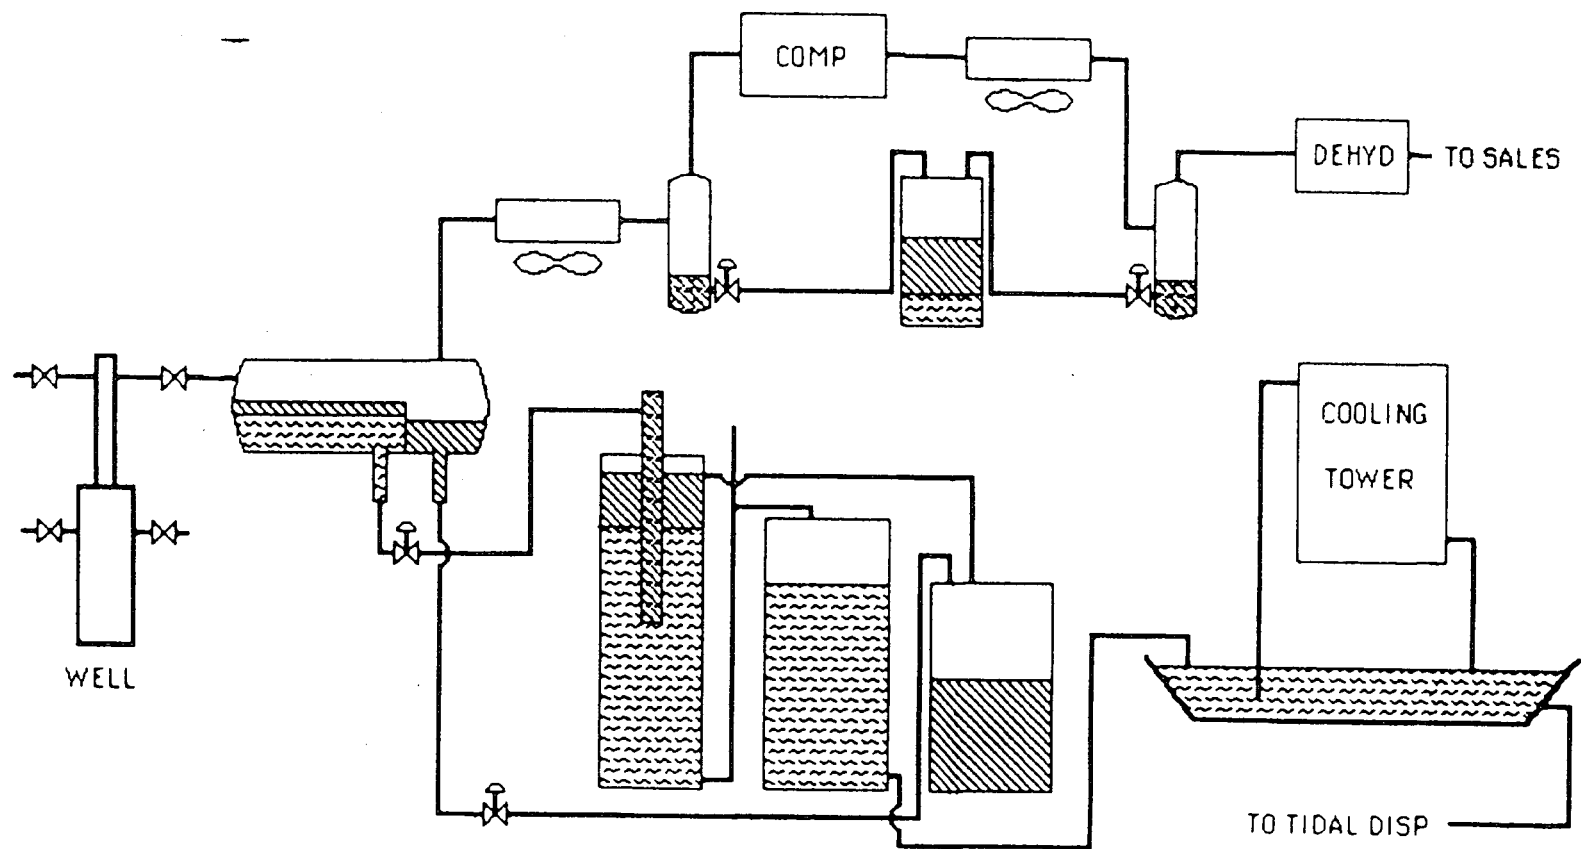 COMP
DEHYD
TO SALES
COOLING
TOWER
WELL
TO TIDAL DISP